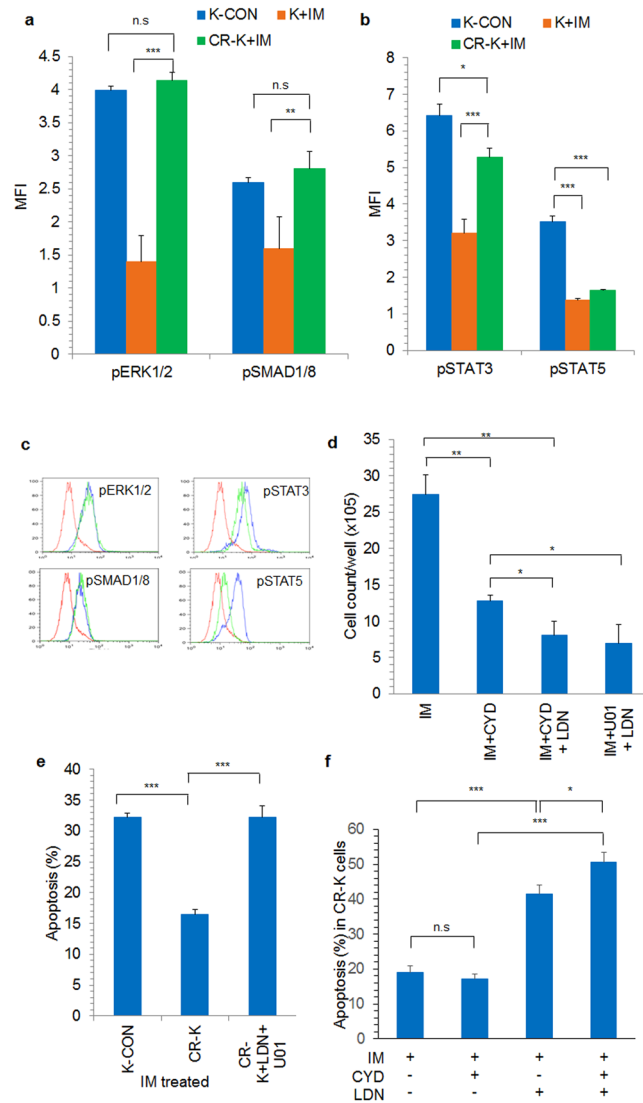 a
K-CON K+IM
CR-K+IM
n.s
***
n.s
**
MFI
4.5
4
3.5
3
2.5
2
1.5
1
0.5
0
pERK1/2 pSMAD1/8
b
K-CON K+IM
CR-K+IM
*
***
***
***
MFI
8
7
6
5
4
3
2
1
0
pSTAT3 pSTAT5
c
pERK1/2
pSTAT3
pSMAD1/8
pSTAT5
d
**
**
*
*
Cell count/well (x105)
35
30
25
20
15
10
5
0
IM
IM+CYD
IM+CYD
+ LDN
IM+U01
+ LDN
e
***
***
Apoptosis (%)
40
35
30
25
20
15
10
5
0
K-CON
CR-K
CR-
K+LDN+
U01
IM treated
f
*** *
***
n.s
Apoptosis (%) in CR-K cells
60
50
40
30
20
10
0
IM + + + +
CYD - + - +
LDN - - + +